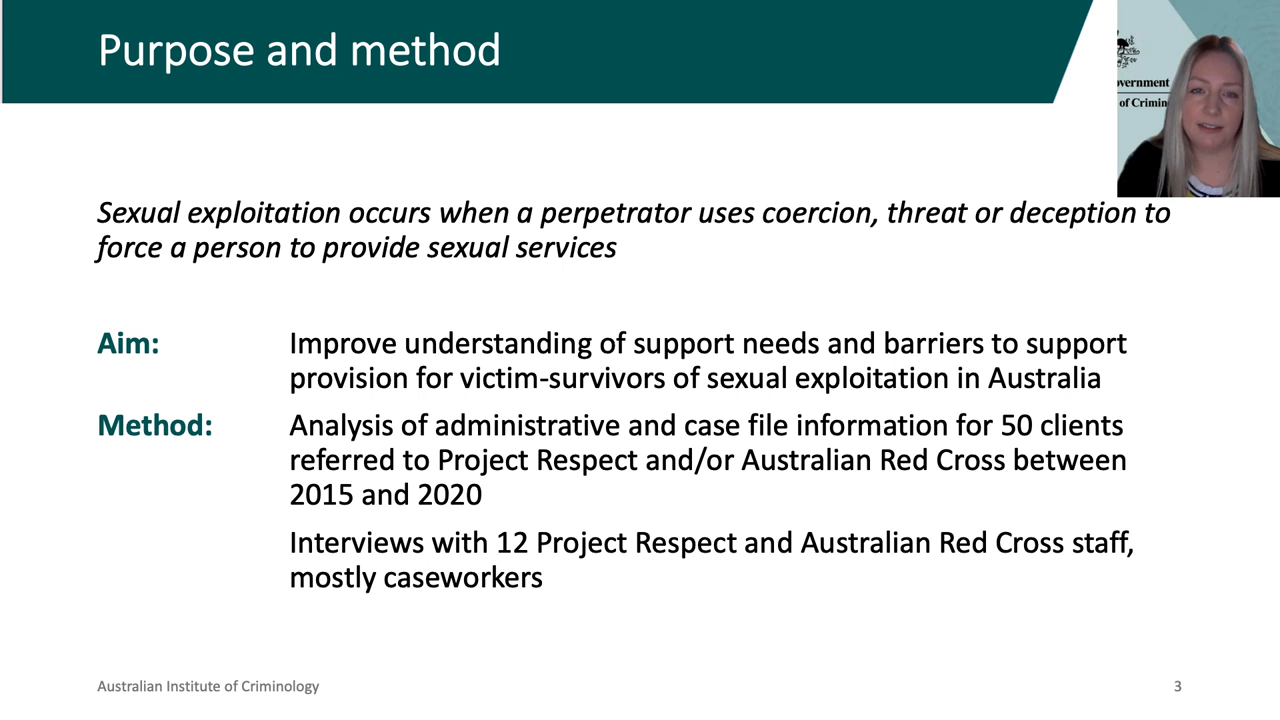 Purpose and method
vernment
of Crimin
Sexual exploitation occurs when a perpetrator uses coercion, threat or deception to
force a person to provide sexual services
Aim: Improve understanding of support needs and barriers to support
provision for victim-survivors of sexual exploitation in Australia
Method: Analysis of administrative and case file information for 50 clients
referred to Project Respect and/or Australian Red Cross between
2015 and 2020
Interviews with 12 Project Respect and Australian Red Cross staff,
mostly caseworkers
Australian Institute of Criminology 3